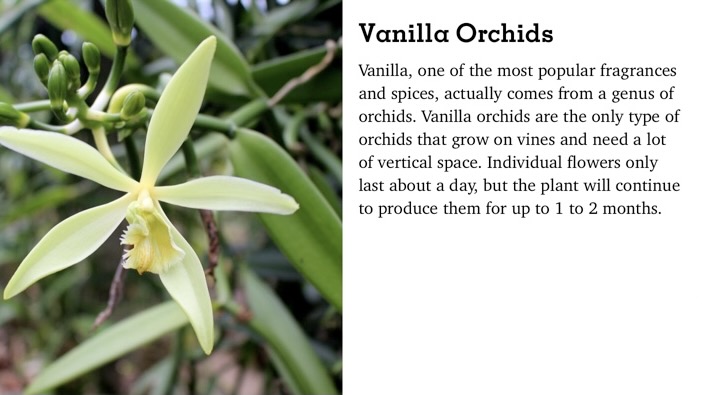 Vanilla Orchids
Vanilla, one of the most popular fragrances
and spices, actually comes from a genus of
orchids. Vanilla orchids are the only type of
orchids that grow on vines and need a lot
of vertical space. Individual flowers only
last about a day, but the plant will continue
to produce them for up to 1 to 2 months.